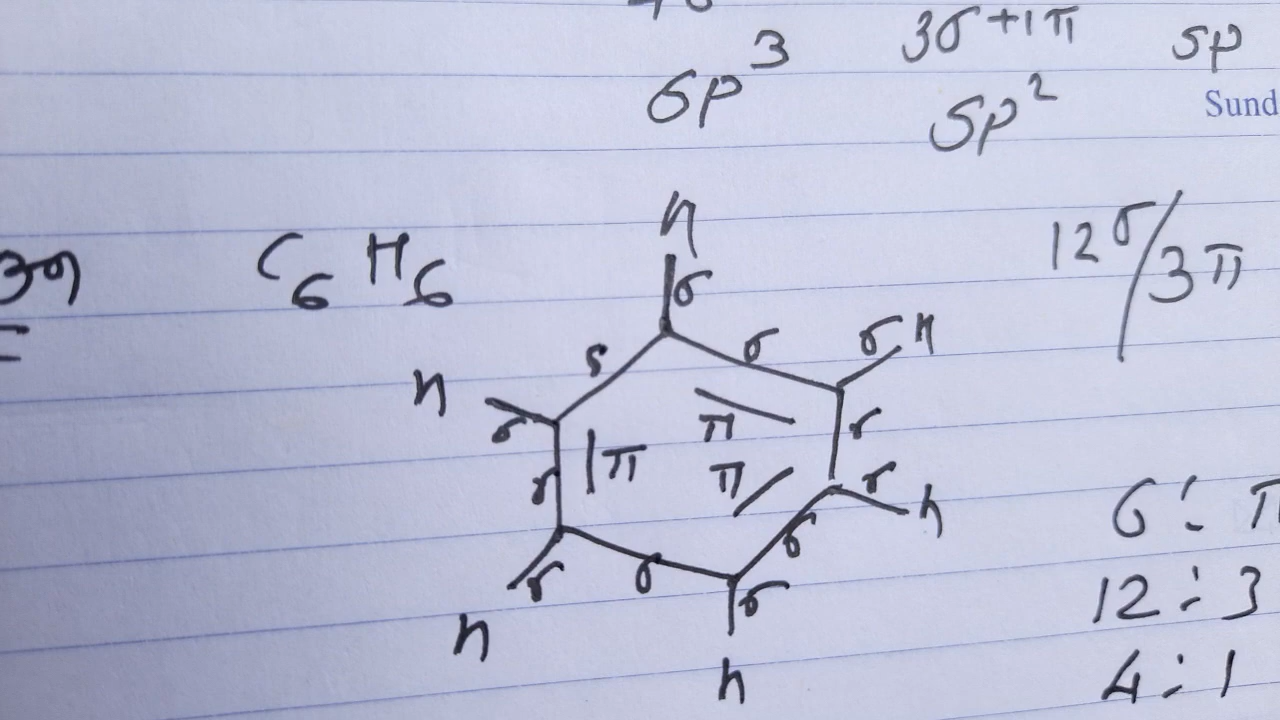 3σ+1π
sp
sp³
sp²
Sund
C₆H₆
12σ/3π
H
σ
σ
σ H
σ
H
σ
σ
π
σ
σ
π
π
σ
H
σ
σ
σ
σ
H
H
σ : π
12 : 3
4 : 1